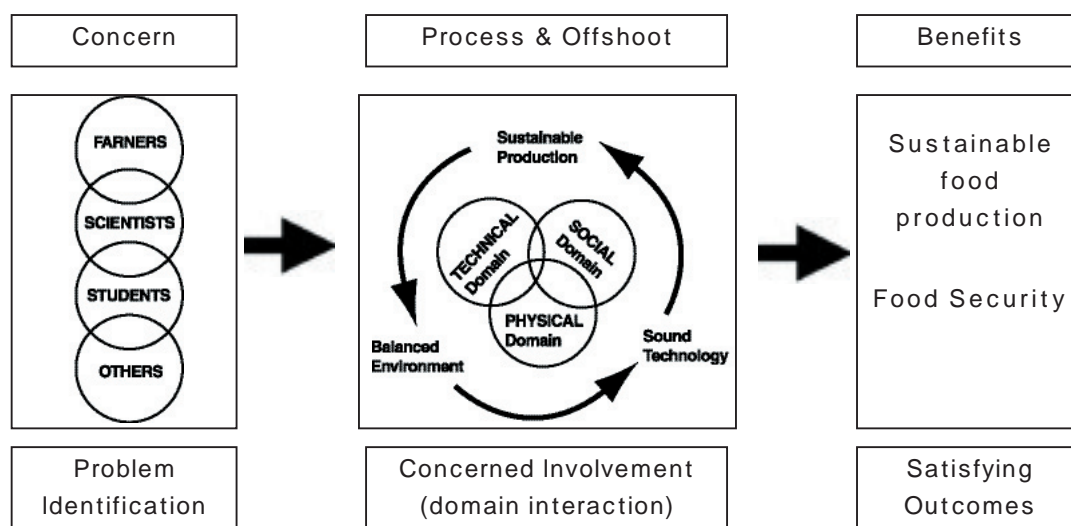 Concern
Process & Offshoot
Benefits
FARNERS
SCIENTISTS
STUDENTS
OTHERS
Sustainable
Production
TECHNICAL
Domain
SOCIAL
Domain
PHYSICAL
Domain
Balanced
Environment
Sound
Technology
Sustainable
food
production
Food Security
Problem
Identification
Concerned Involvement
(domain interaction)
Satisfying
Outcomes